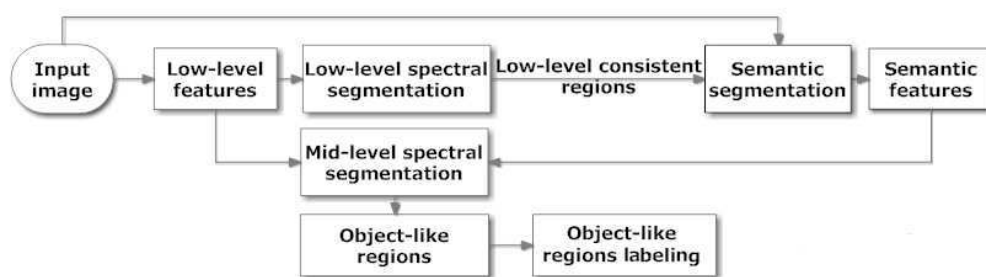 Input
image
Low-level
features
Low-level spectral
segmentation
Low-level consistent
regions
Semantic
segmentation
Semantic
features
Mid-level spectral
segmentation
Object-like
regions
Object-like
regions labeling